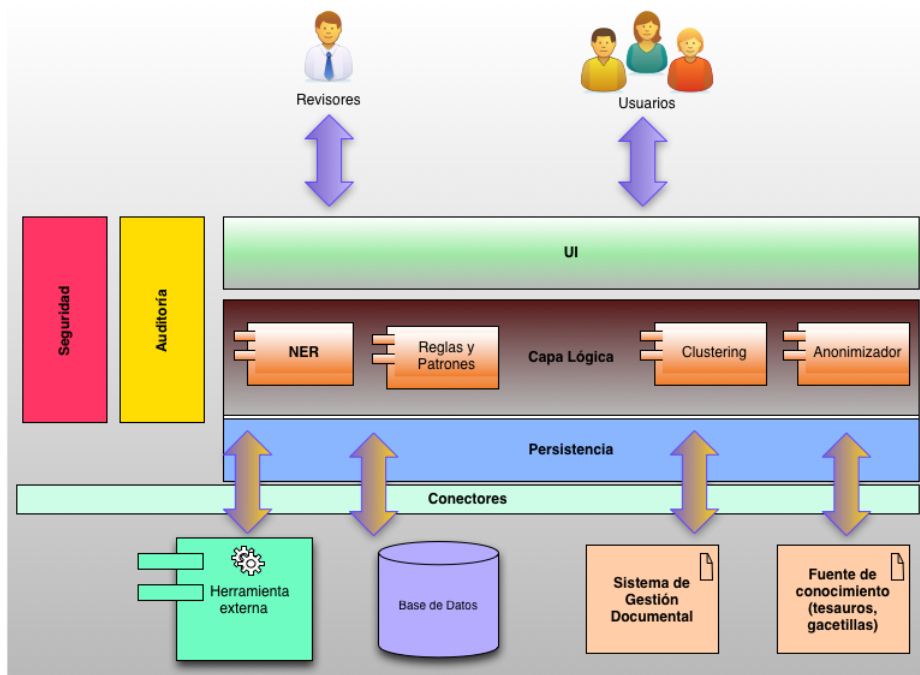 Revisores
Usuarios
Seguridad
Auditoría
UI
NER
Reglas y
Patrones
Capa Lógica
Clustering
Anonimizador
Persistencia
Conectores
Herramienta
externa
Base de Datos
Sistema de
Gestión
Documental
Fuente de
conocimiento
(tesauros,
gacetillas)